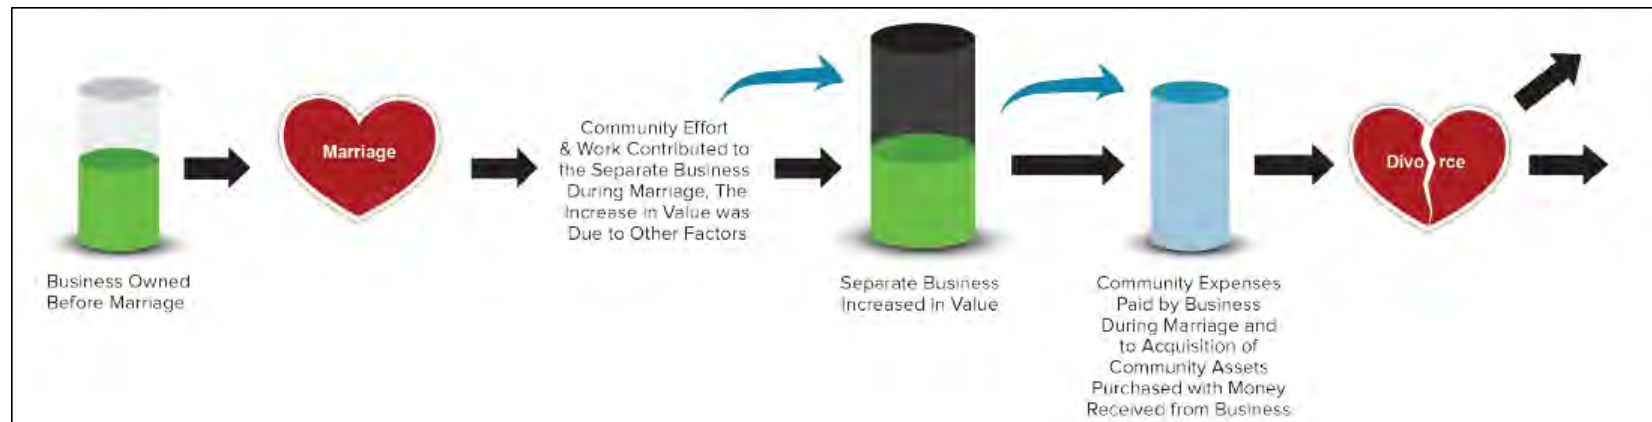 Business Owned
Before Marriage
Marriage
Community Effort
& Work Contributed to
the Separate Business
During Marriage, The
Increase in Value was
Due to Other Factors
Separate Business
Increased in Value
Community Expenses
Paid by Business
During Marriage and
to Acquisition of
Community Assets
Purchased with Money
Received from Business
Divorce